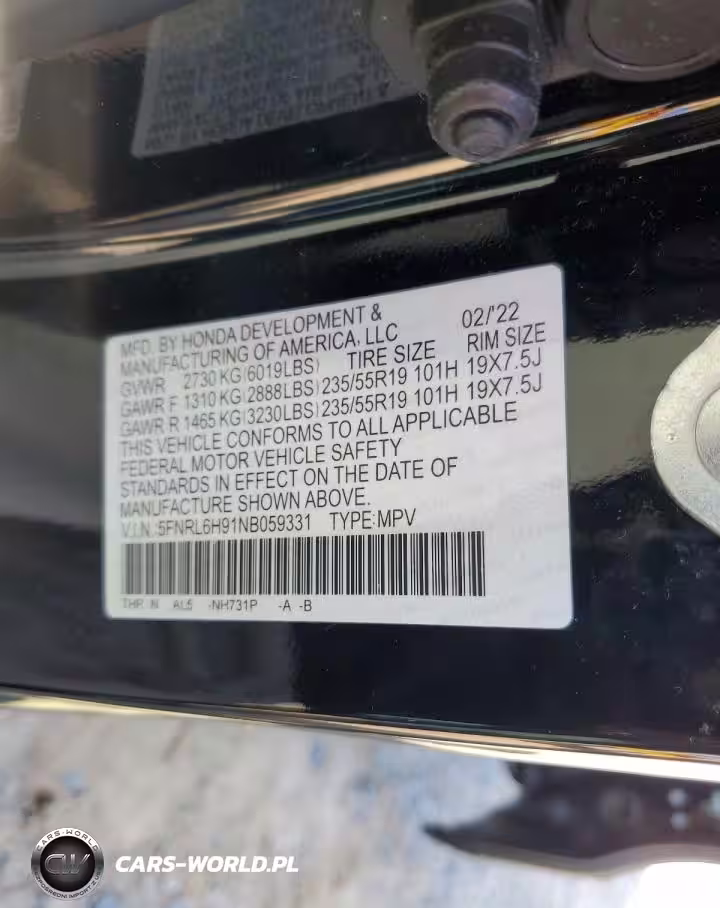 MFD. BY HONDA DEVELOPMENT &
MANUFACTURING OF AMERICA, LLC 02/'22
GVWR 2730 KG (6019LBS) TIRE SIZE RIM SIZE
GAWR F 1310 KG (2888LBS) 235/55R19 101H 19X7.5J
GAWR R 1465 KG (3230LBS) 235/55R19 101H 19X7.5J
THIS VEHICLE CONFORMS TO ALL APPLICABLE
FEDERAL MOTOR VEHICLE SAFETY
STANDARDS IN EFFECT ON THE DATE OF
MANUFACTURE SHOWN ABOVE.
V.I.N.:5FNRL6H91NB059331 TYPE:MPV
THR N -NH731P -A -B
CARS-WORLD
CW
CARS-WORLD.PL